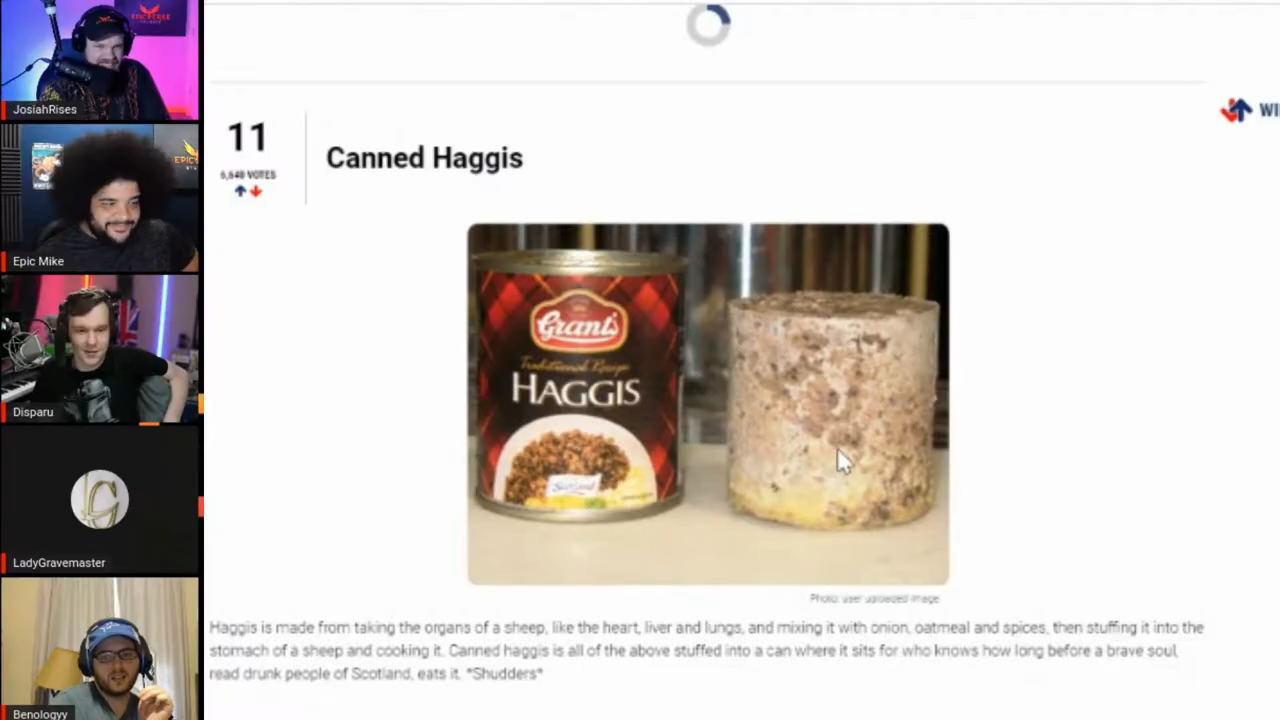 EPIC
JosiahRises
Epic Mike
Disparu
LadyGravemaster
Benologyy
WI
11
6,640 VOTES
Canned Haggis
Grant's
Traditional Recipe
HAGGIS
Scotland
Photo: user uploaded image
Haggis is made from taking the organs of a sheep, like the heart, liver and lungs, and mixing it with onion, oatmeal and spices, then stuffing it into the
stomach of a sheep and cooking it. Canned haggis is all of the above stuffed into a can where it sits for who knows how long before a brave soul,
read drunk people of Scotland, eats it. *Shudders*